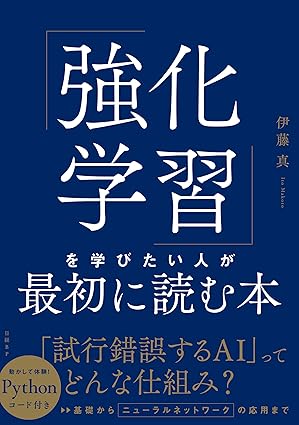 「強化
学習」
伊藤 真
Ito Makoto
を学びたい人が
最初に読む本
日経BP
「試行錯誤するAI」って
どんな仕組み?
動かして体験!
Python
コード付き
▸▸基礎から ニューラルネットワーク の応用まで